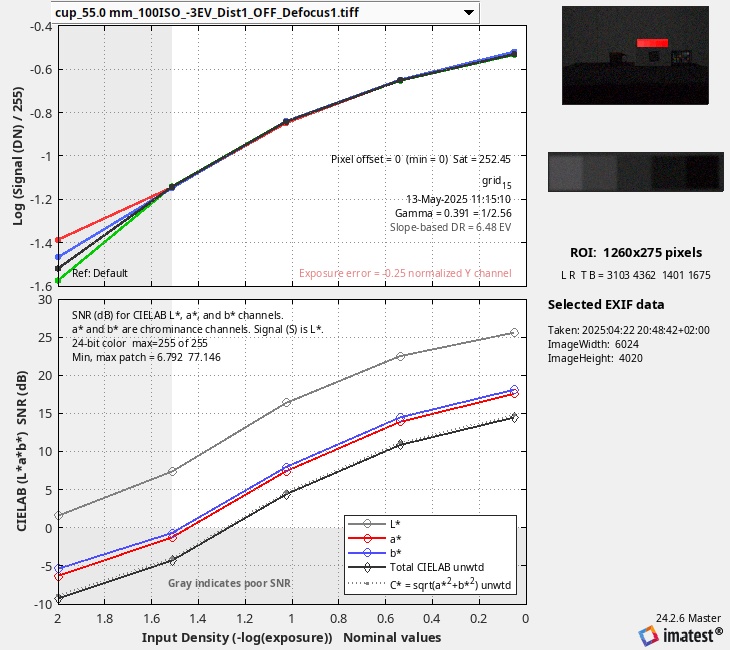 cup_55.0 mm_100ISO_-3EV_Dist1_OFF_Defocus1.tiff
-0.4
-0.6
-0.8
-1
-1.2
-1.4
-1.6
Log (Signal (DN) / 255)
Pixel offset = 0 (min = 0) Sat = 252.45
grid15
13-May-2025 11:15:10
Gamma = 0.391 = 1/2.56
Slope-based DR = 6.48 EV
Ref: Default
Exposure error = -0.25 normalized Y channel
ROI: 1260x275 pixels
L R T B = 3103 4362 1401 1675
Selected EXIF data
Taken: 2025:04:22 20:48:42+02:00
ImageWidth: 6024
ImageHeight: 4020
30
25
20
15
10
5
0
-5
-10
CIELAB (L*a*b*) SNR (dB)
SNR (dB) for CIELAB L*, a*, and b* channels.
a* and b* are chrominance channels. Signal (S) is L*.
24-bit color max=255 of 255
Min, max patch = 6.792 77.146
L*
a*
b*
Total CIELAB unwtd
C* = sqrt(a*2+b*2) unwtd
Gray indicates poor SNR
2 1.8 1.6 1.4 1.2 1 0.8 0.6 0.4 0.2 0
Input Density (-log(exposure)) Nominal values
24.2.6 Master
imatest®